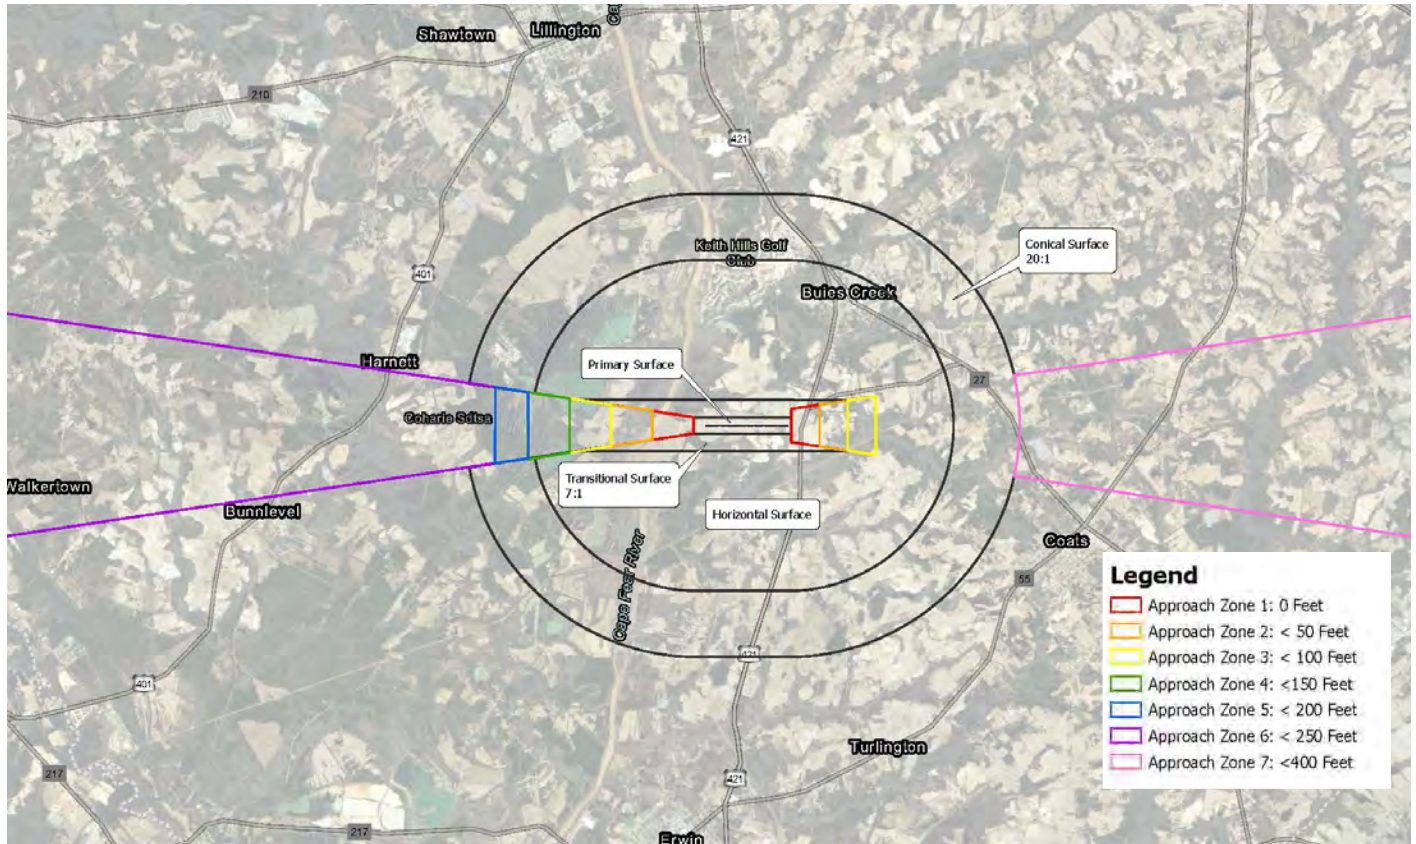 Shawtown
Lillington
Cap
210
421
Keith Hills Golf
Club
Conical Surface
20:1
401
Buies Creek
Primary Surface
Harnett
27
Coharie Sdtsa
Transitional Surface
7:1
Walkertown
Bunnlevel
Horizontal Surface
Coats
Cape Fear River
55
Legend
Approach Zone 1: 0 Feet
Approach Zone 2: < 50 Feet
Approach Zone 3: < 100 Feet
Approach Zone 4: <150 Feet
Approach Zone 5: < 200 Feet
Approach Zone 6: < 250 Feet
Approach Zone 7: <400 Feet
421
401
Turlington
217
421
217
Erwin